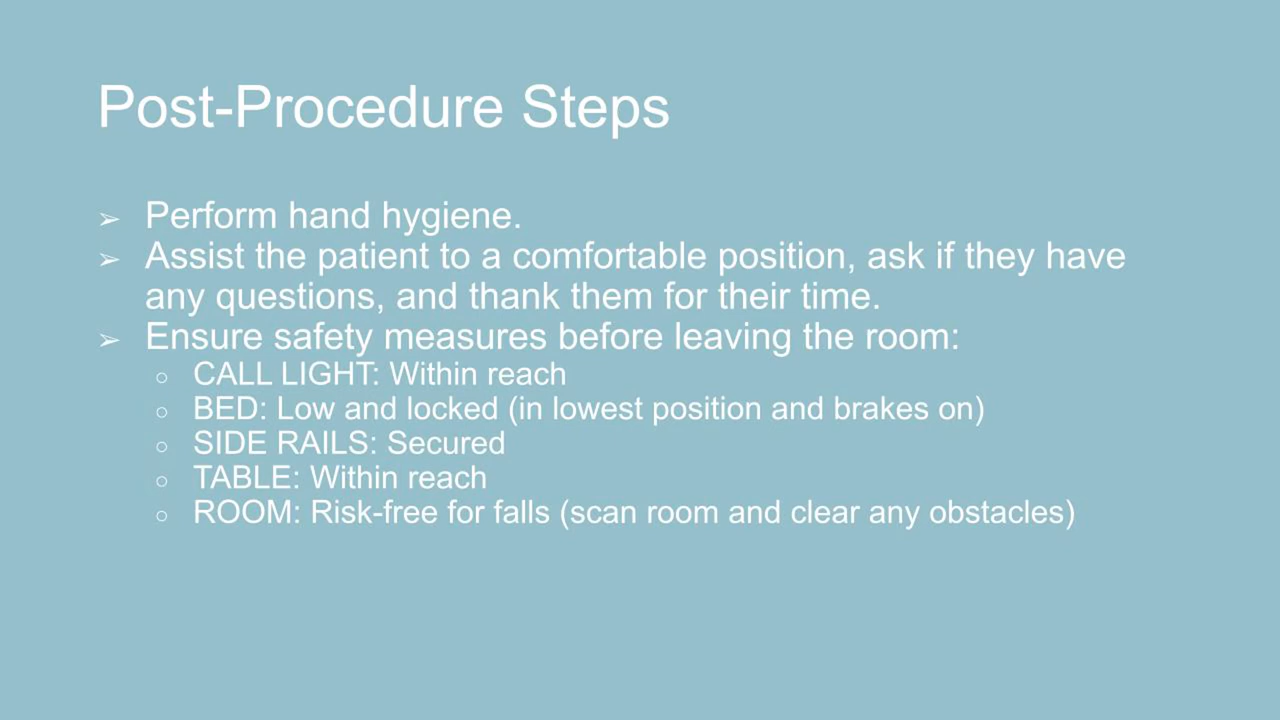 Post-Procedure Steps
➢ Perform hand hygiene.
➢ Assist the patient to a comfortable position, ask if they have
any questions, and thank them for their time.
➢ Ensure safety measures before leaving the room:
○ CALL LIGHT: Within reach
○ BED: Low and locked (in lowest position and brakes on)
○ SIDE RAILS: Secured
○ TABLE: Within reach
○ ROOM: Risk-free for falls (scan room and clear any obstacles)